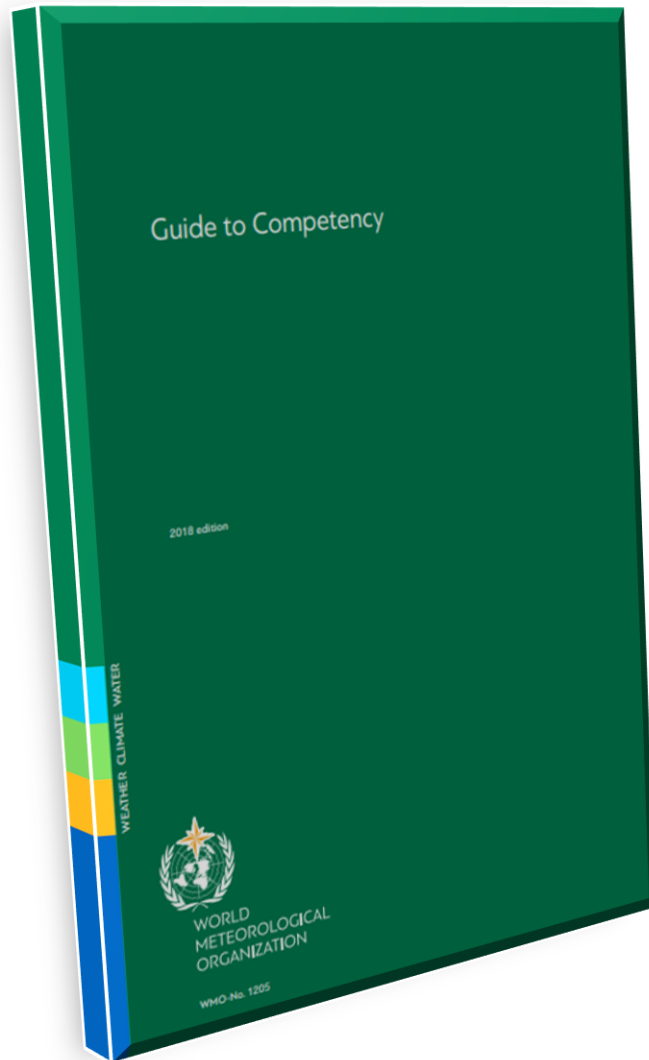 Guide to Competency
2018 edition
WEATHER CLIMATE WATER
WORLD
METEOROLOGICAL
ORGANIZATION
WMO-No. 1205